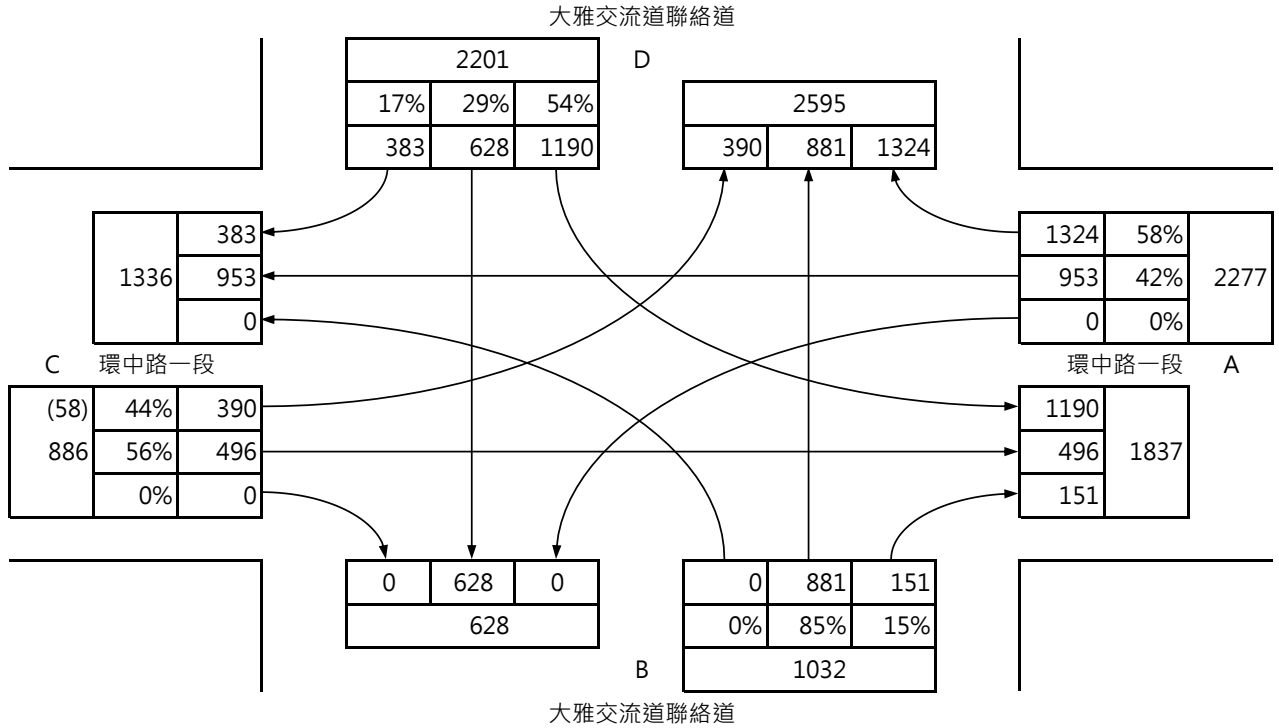 大雅交流道聯絡道
2201 D
17% 29% 54% 2595
383 628 1190 390 881 1324
383 1324 58%
1336 953 953 42% 2277
0 0 0%
C 環中路一段 環中路一段 A
(58) 44% 390 1190
886 56% 496 496 1837
0% 0 151
0 628 0 0 881 151
628 0% 85% 15%
B 1032
大雅交流道聯絡道